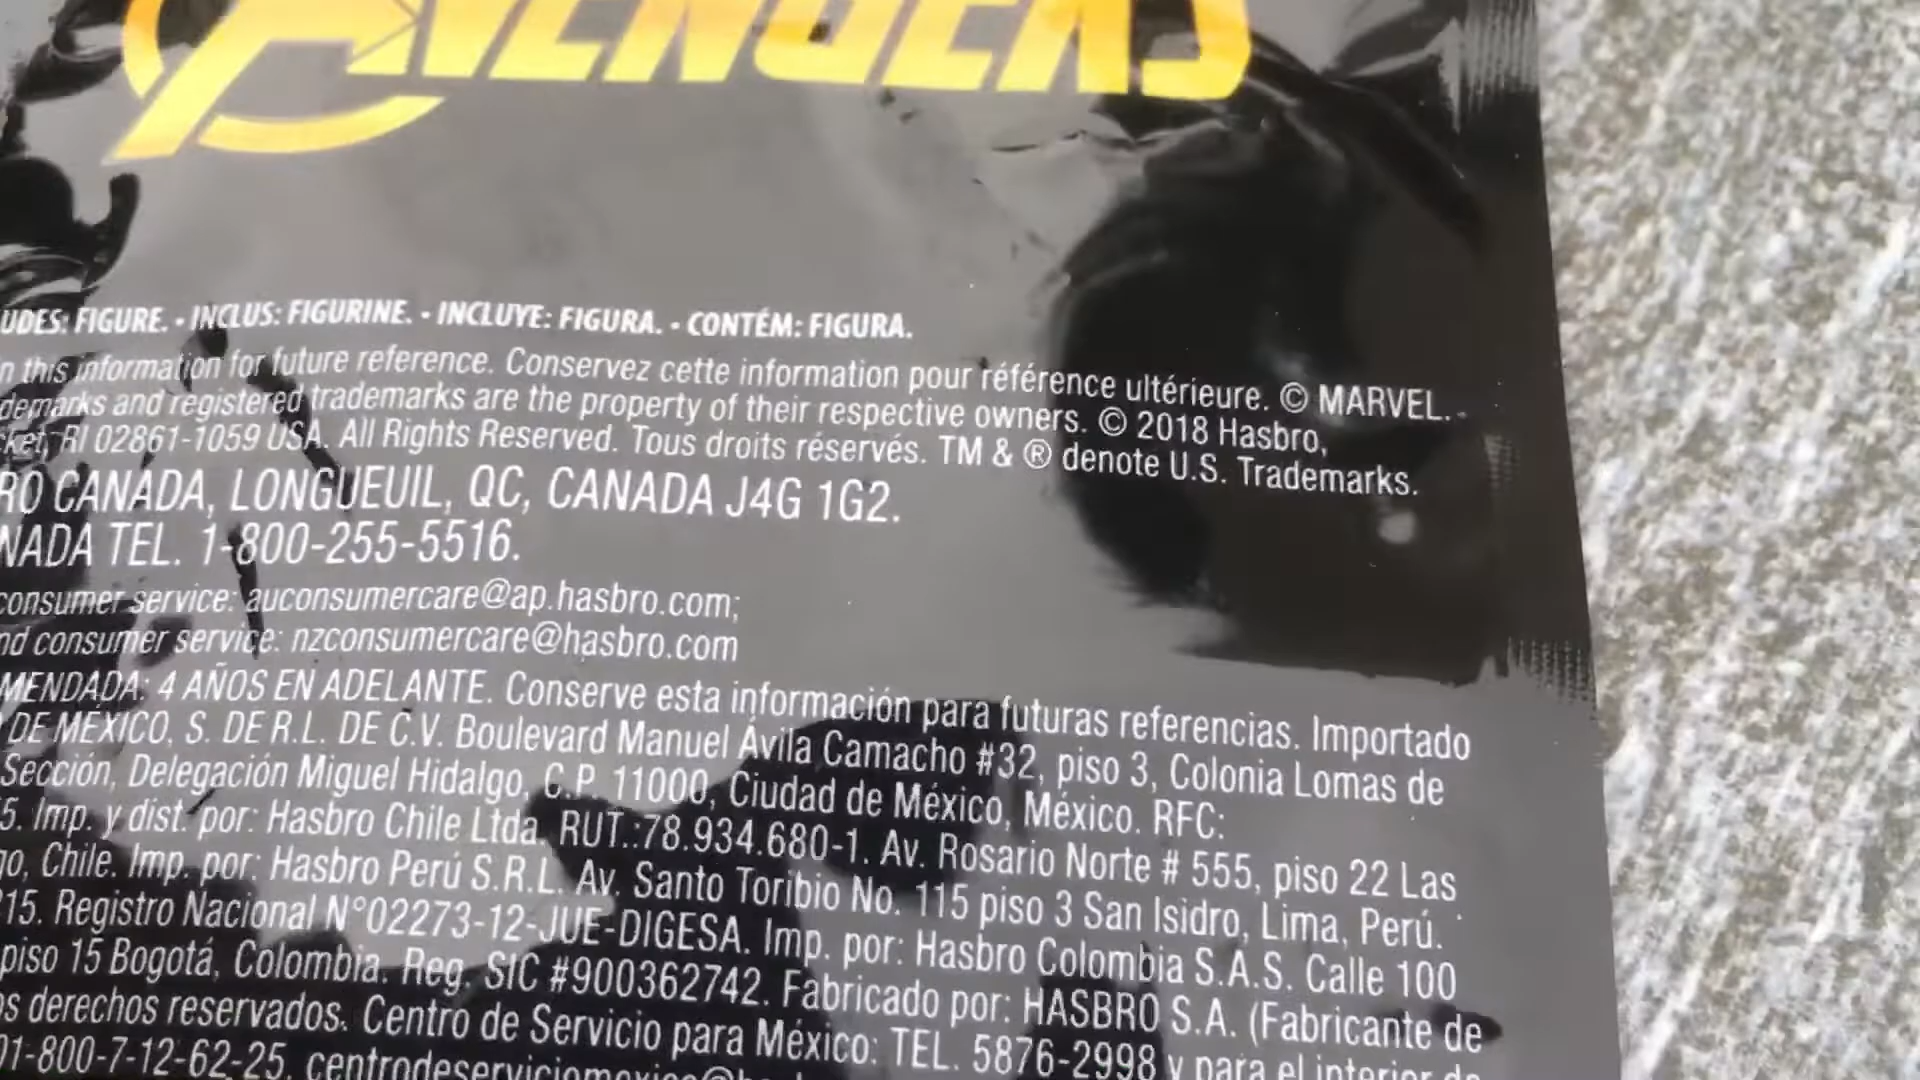 AVENGERS
UDES: FIGURE. • INCLUS: FIGURINE. • INCLUYE: FIGURA. • CONTÉM: FIGURA.
n this information for future reference. Conservez cette information pour référence ultérieure. © MARVEL.
demarks and registered trademarks are the property of their respective owners. © 2018 Hasbro,
cket, RI 02861-1059 USA. All Rights Reserved. Tous droits réservés. TM & ® denote U.S. Trademarks.
RO CANADA, LONGUEUIL, QC, CANADA J4G 1G2.
NADA TEL. 1-800-255-5516.
consumer service: auconsumercare@ap.hasbro.com;
nd consumer service: nzconsumercare@hasbro.com
MENDADA: 4 AÑOS EN ADELANTE. Conserve esta información para futuras referencias. Importado
DE MÉXICO, S. DE R.L. DE C.V. Boulevard Manuel Ávila Camacho #32, piso 3, Colonia Lomas de
Sección, Delegación Miguel Hidalgo, C.P. 11000, Ciudad de México, México. RFC:
5. Imp. y dist. por: Hasbro Chile Ltda. RUT.:78.934.680-1. Av. Rosario Norte # 555, piso 22 Las
go, Chile. Imp. por: Hasbro Perú S.R.L. Av. Santo Toribio No. 115 piso 3 San Isidro, Lima, Perú.
15. Registro Nacional N°02273-12-JUE-DIGESA. Imp. por: Hasbro Colombia S.A.S. Calle 100
piso 15 Bogotá, Colombia. Reg. SIC #900362742. Fabricado por: HASBRO S.A. (Fabricante de
os derechos reservados. Centro de Servicio para México: TEL. 5876-2998 y para el interior de
01-800-7-12-62-25,